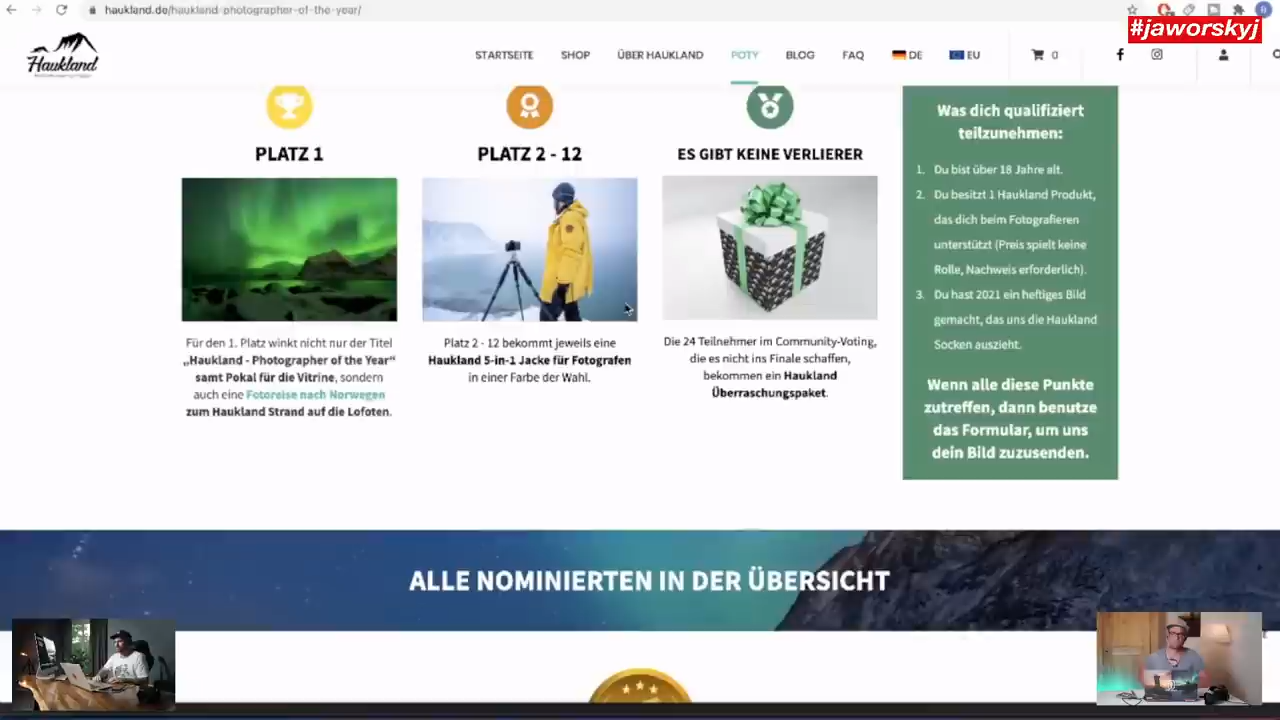 haukland.de/haukland/photographer-of-the-year/
#jaworskyj
Haukland
STARTSEITE SHOP ÜBER HAUKLAND POTY BLOG FAQ DE EU 0
PLATZ 1
Für den 1. Platz winkt nicht nur der Titel
„Haukland - Photographer of the Year“
samt Pokal für die Vitrine, sondern
auch eine Fotoreise nach Norwegen
zum Haukland Strand auf die Lofoten.
PLATZ 2 - 12
Platz 2 - 12 bekommt jeweils eine
Haukland 5-in-1 Jacke für Fotografen
in einer Farbe der Wahl.
ES GIBT KEINE VERLIERER
Die 24 Teilnehmer im Community-Voting,
die es nicht ins Finale schaffen,
bekommen ein Haukland
Überraschungspaket.
Was dich qualifiziert
teilzunehmen:
1. Du bist über 18 Jahre alt.
2. Du besitzt 1 Haukland Produkt,
das dich beim Fotografieren
unterstützt (Preis spielt keine
Rolle, Nachweis erforderlich).
3. Du hast 2021 ein heftiges Bild
gemacht, das uns die Haukland
Socken auszieht.
Wenn alle diese Punkte
zutreffen, dann benutze
das Formular, um uns
dein Bild zuzusenden.
ALLE NOMINIERTEN IN DER ÜBERSICHT